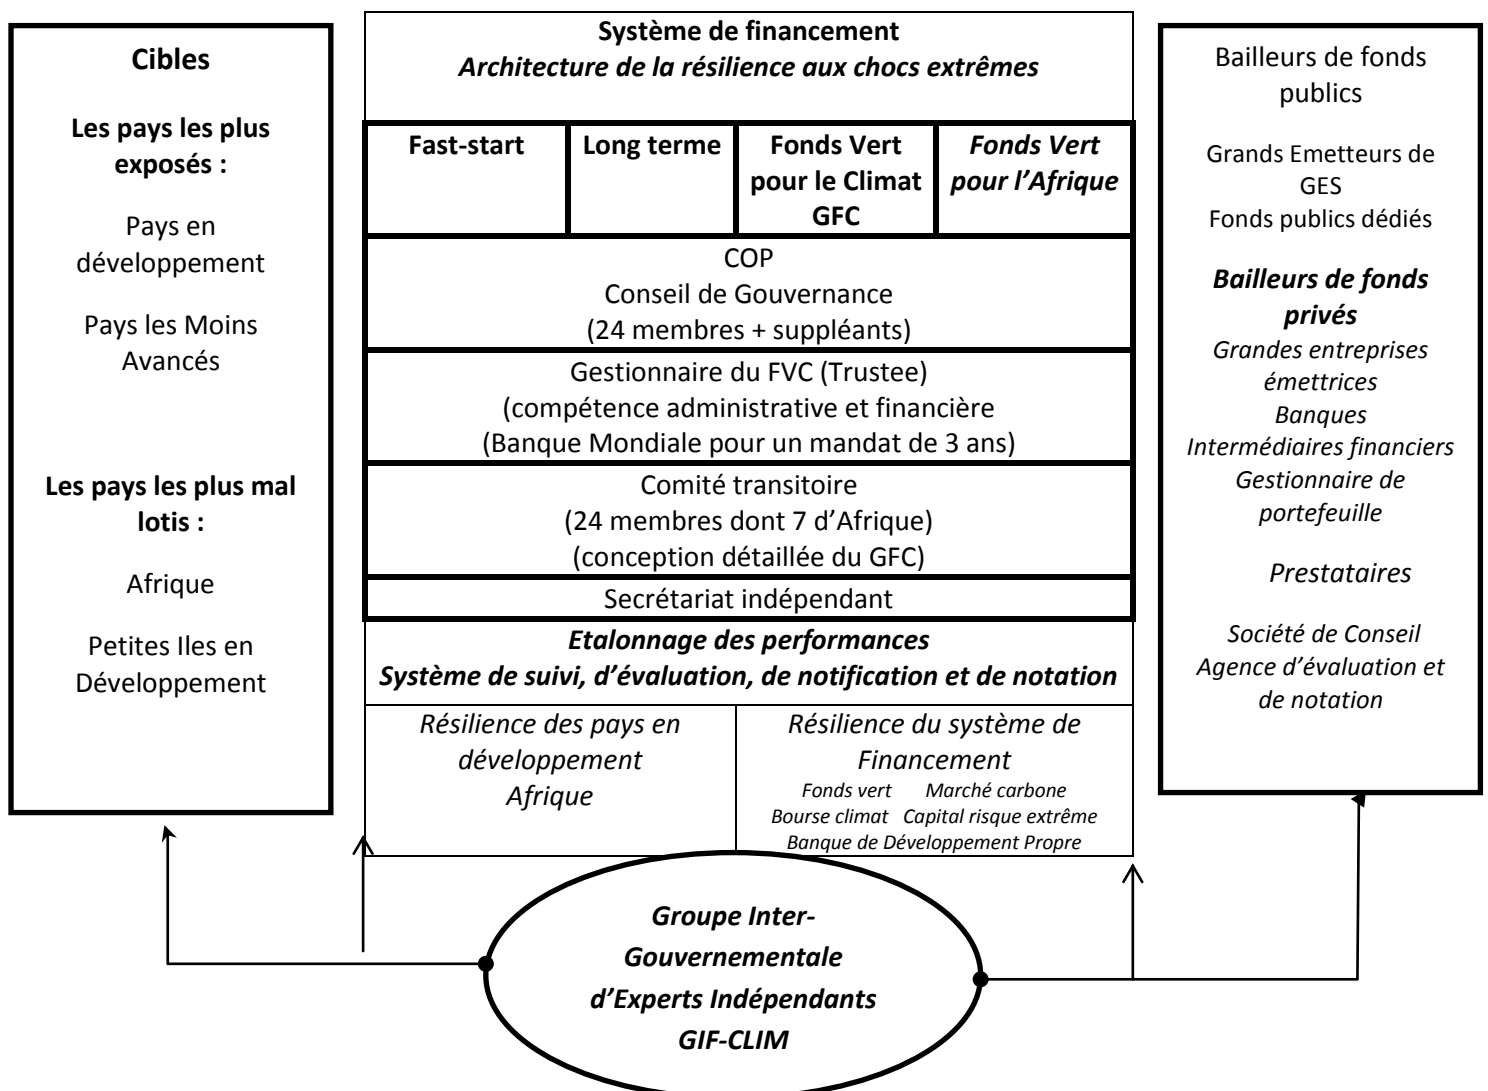 Cibles
Les pays les plus
exposés :
Pays en
développement
Pays les Moins
Avancés
Les pays les plus mal
lotis :
Afrique
Petites Iles en
Développement
Système de financement
Architecture de la résilience aux chocs extrêmes
Fast-start
Long terme
Fonds Vert
pour le Climat
GFC
Fonds Vert
pour l’Afrique
COP
Conseil de Gouvernance
(24 membres + suppléants)
Gestionnaire du FVC (Trustee)
(compétence administrative et financière
(Banque Mondiale pour un mandat de 3 ans)
Comité transitoire
(24 membres dont 7 d’Afrique)
(conception détaillée du GFC)
Secrétariat indépendant
Etalonnage des performances
Système de suivi, d’évaluation, de notification et de notation
Résilience des pays en
développement
Afrique
Résilience du système de
Financement
Fonds vert Marché carbone
Bourse climat Capital risque extrême
Banque de Développement Propre
Bailleurs de fonds
publics
Grands Emetteurs de
GES
Fonds publics dédiés
Bailleurs de fonds
privés
Grandes entreprises
émettrices
Banques
Intermédiaires financiers
Gestionnaire de
portefeuille
Prestataires
Société de Conseil
Agence d’évaluation et
de notation
Groupe Inter-
Gouvernementale
d’Experts Indépendants
GIF-CLIM